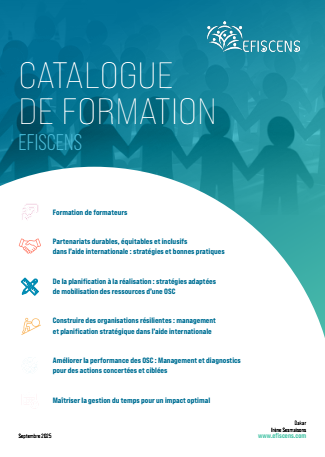 EFISCENS
CATALOGUE
DE FORMATION
EFISCENS
Formation de formateurs
Partenariats durables, équitables et inclusifs
dans l'aide internationale : stratégies et bonnes pratiques
De la planification à la réalisation : stratégies adaptées
de mobilisation des ressources d'une OSC
Construire des organisations résilientes : management
et planification stratégique dans l'aide internationale
Améliorer la performance des OSC : Management et diagnostics
pour des actions concertées et ciblées
Maîtriser la gestion du temps pour un impact optimal
Dakar
Irène Sesmaisons
Septembre 2025
www.efiscens.com